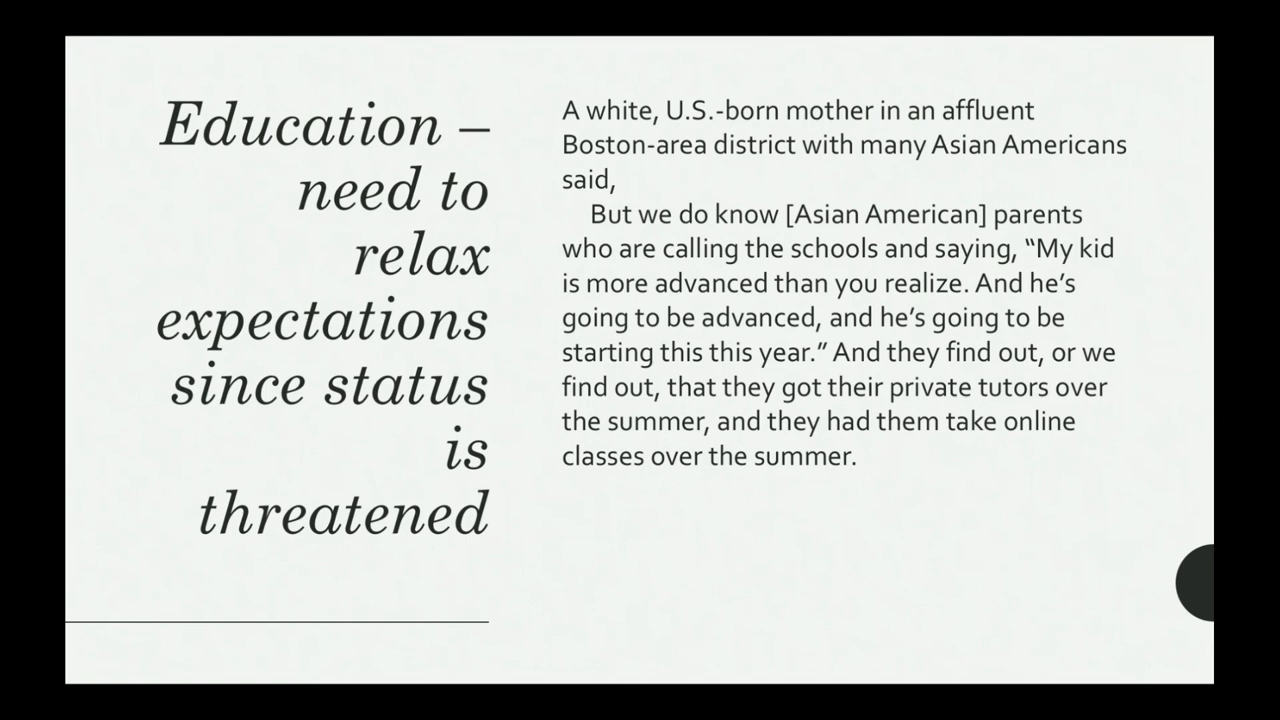 Education –
need to
relax
expectations
since status
is
threatened
A white, U.S.-born mother in an affluent
Boston-area district with many Asian Americans
said,
But we do know [Asian American] parents
who are calling the schools and saying, “My kid
is more advanced than you realize. And he’s
going to be advanced, and he’s going to be
starting this this year.” And they find out, or we
find out, that they got their private tutors over
the summer, and they had them take online
classes over the summer.